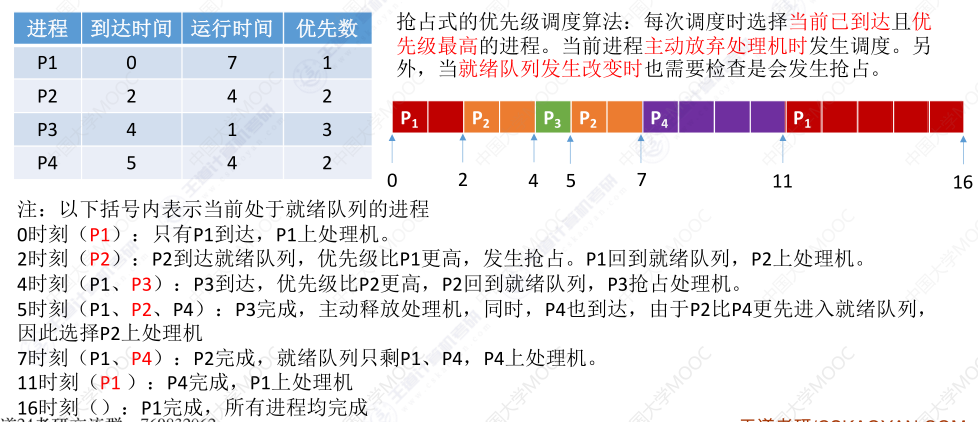 进程 到达时间 运行时间 优先数
P1 0 7 1
P2 2 4 2
P3 4 1 3
P4 5 4 2
抢占式的优先级调度算法：每次调度时选择当前已到达且优
先级最高的进程。当前进程主动放弃处理机时发生调度。另
外，当就绪队列发生改变时也需要检查是会发生抢占。
P1 P2 P3 P2 P4 P1
0 2 4 5 7 11 16
注：以下括号内表示当前处于就绪队列的进程
0时刻（P1）：只有P1到达，P1上处理机。
2时刻（P2）：P2到达就绪队列，优先级比P1更高，发生抢占。P1回到就绪队列，P2上处理机。
4时刻（P1、P3）：P3到达，优先级比P2更高，P2回到就绪队列，P3抢占处理机。
5时刻（P1、P2、P4）：P3完成，主动释放处理机，同时，P4也到达，由于P2比P4更先进入就绪队列，
因此选择P2上处理机
7时刻（P1、P4）：P2完成，就绪队列只剩P1、P4，P4上处理机。
11时刻（P1 ）：P4完成，P1上处理机
16时刻（）：P1完成，所有进程均完成